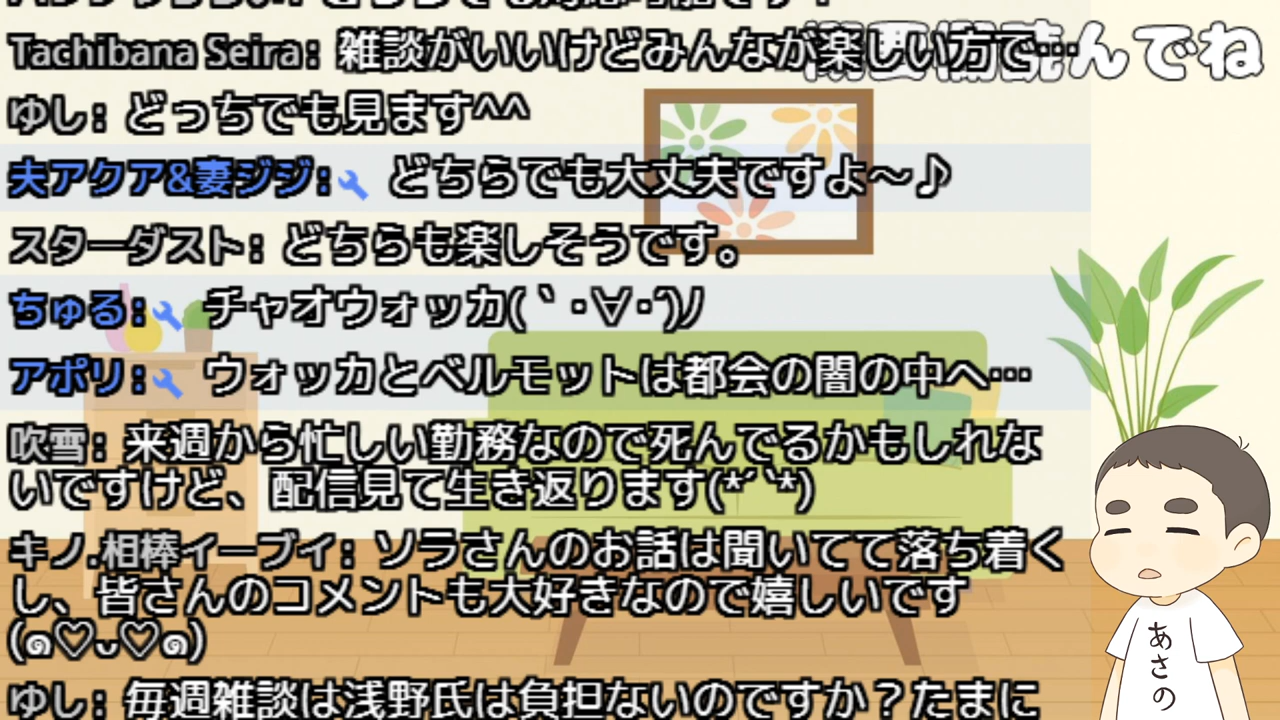 Tachibana Seira: 雑談がいいけどみんなが楽しい方で…
んでね
ゆし: どっちでも見ます^^
夫アクア&妻ジジ: どちらでも大丈夫ですよ～♪
スターダスト: どちらも楽しそうです。
ちゅる: チャオウォッカ(｀･∀･´)ﾉ
アポリ: ウォッカとベルモットは都会の闇の中へ…
吹雪: 来週から忙しい勤務なので死んでるかもしれな
いですけど、配信見て生き返ります(*´`*)
キノ.相棒イーブイ: ソラさんのお話は聞いてて落ち着く
し、皆さんのコメントも大好きなので嬉しいです
(๑♡ᴗ♡๑)
ゆし: 毎週雑談は浅野氏は負担ないのですか？たまに
あさの